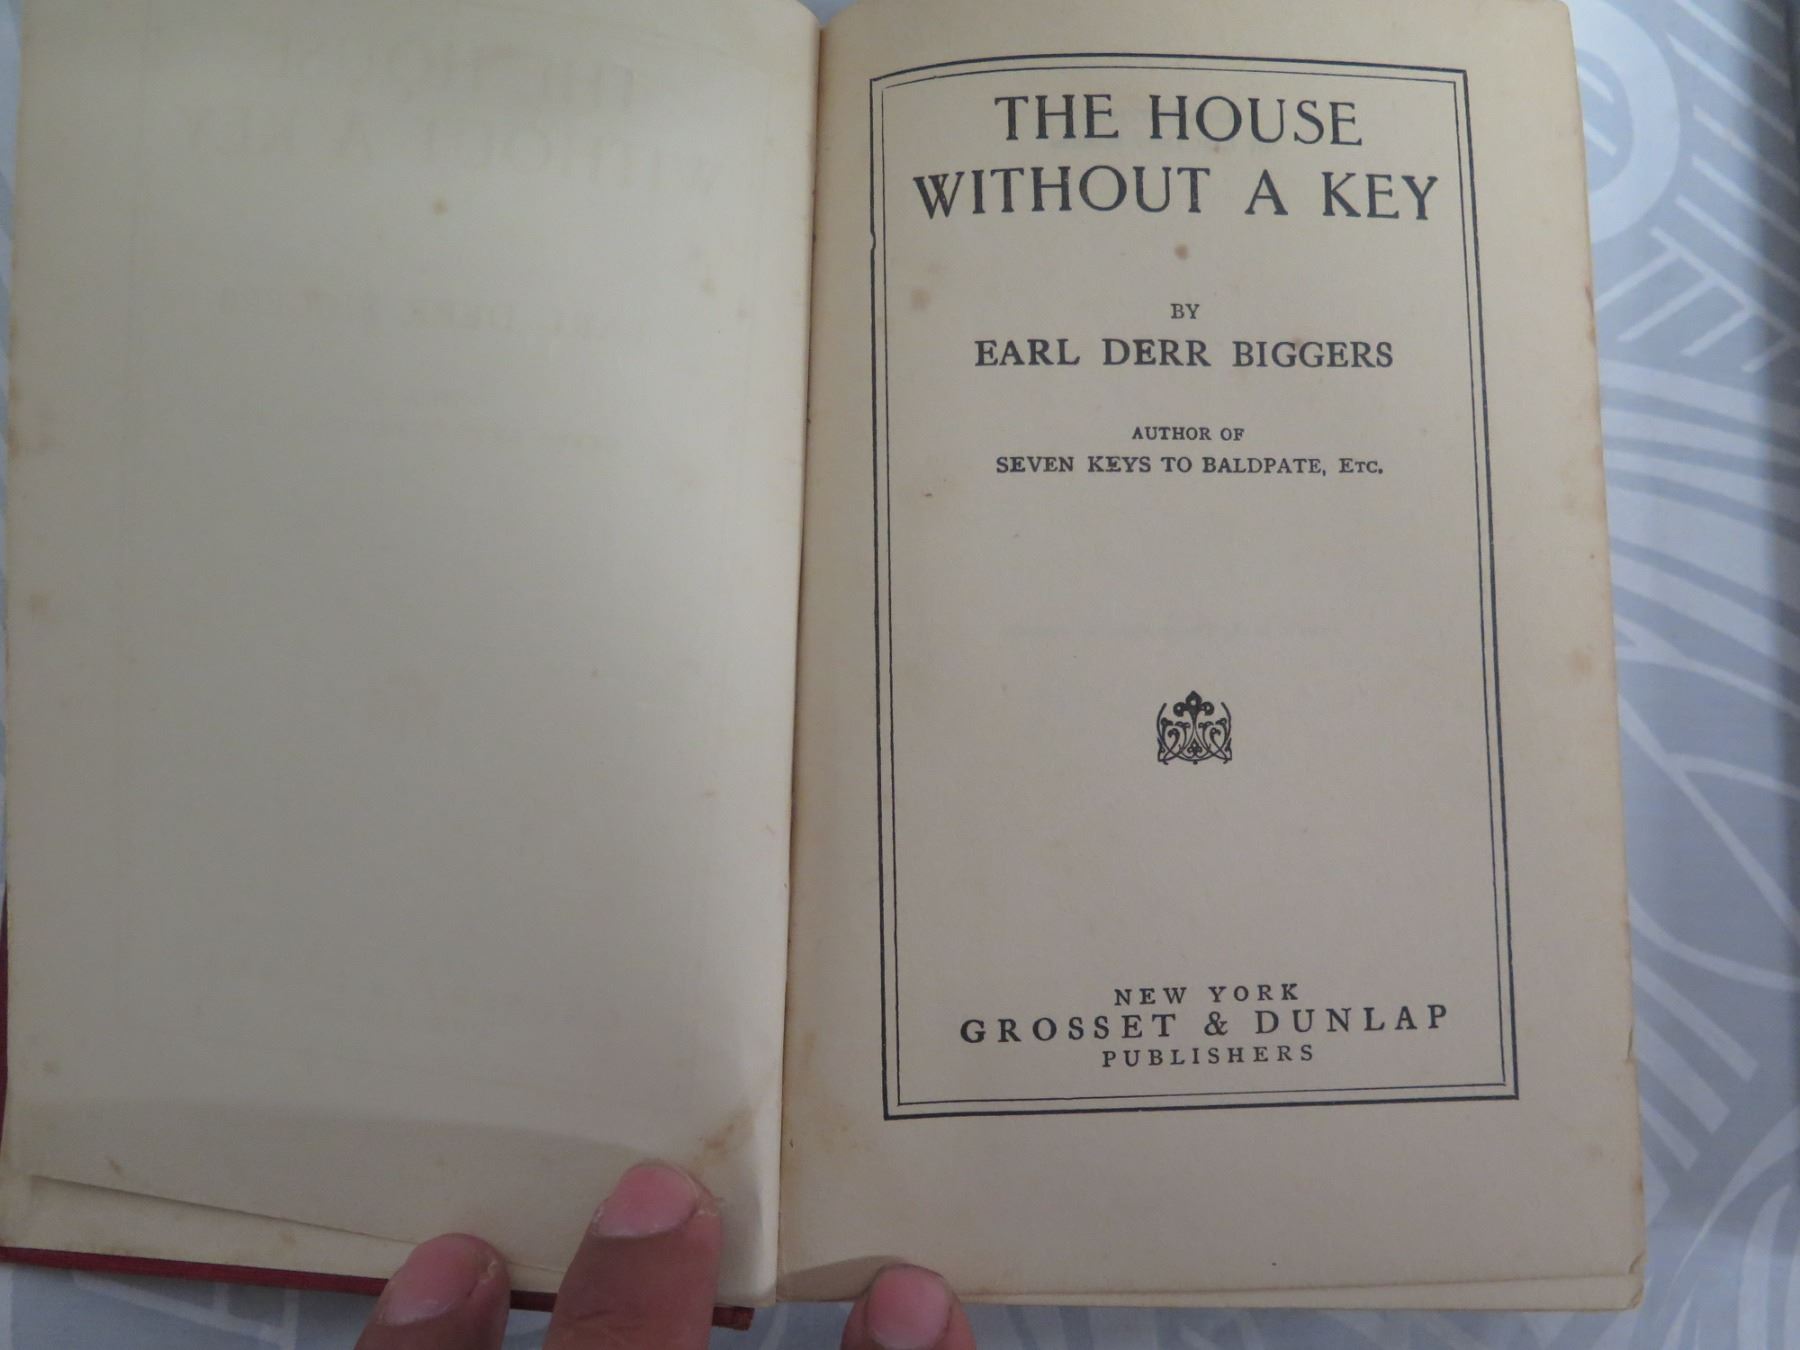 THE HOUSE
WITHOUT A KEY
BY
EARL DERR BIGGERS
AUTHOR OF
SEVEN KEYS TO BALDPATE, ETC.
NEW YORK
GROSSET & DUNLAP
PUBLISHERS